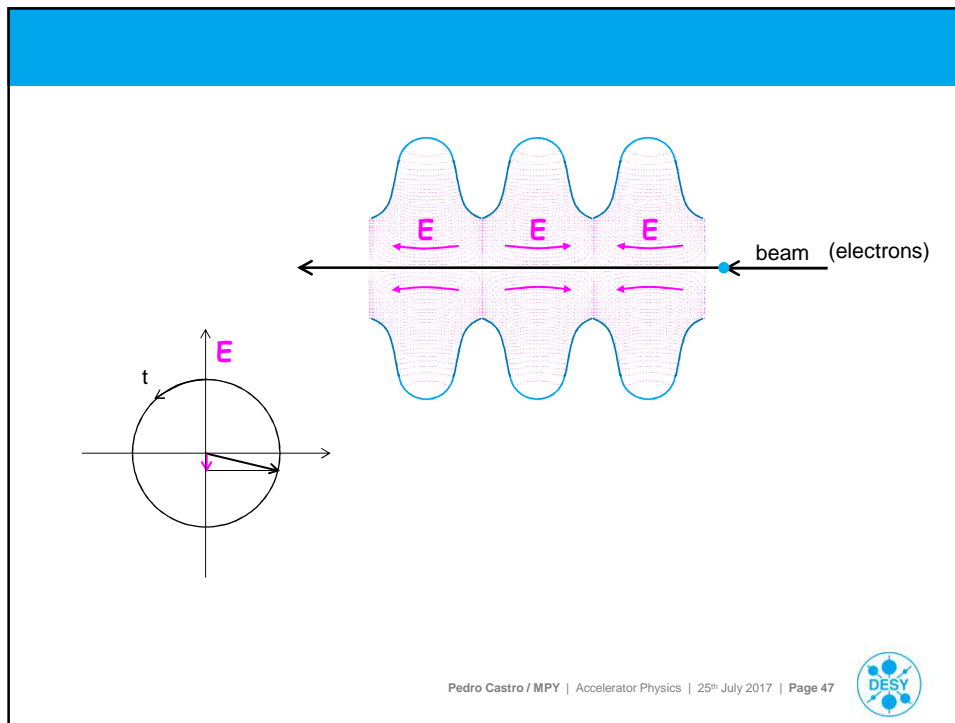 E E E
beam (electrons)
E
t
Pedro Castro / MPY | Accelerator Physics | 25th July 2017 | Page 47
DESY